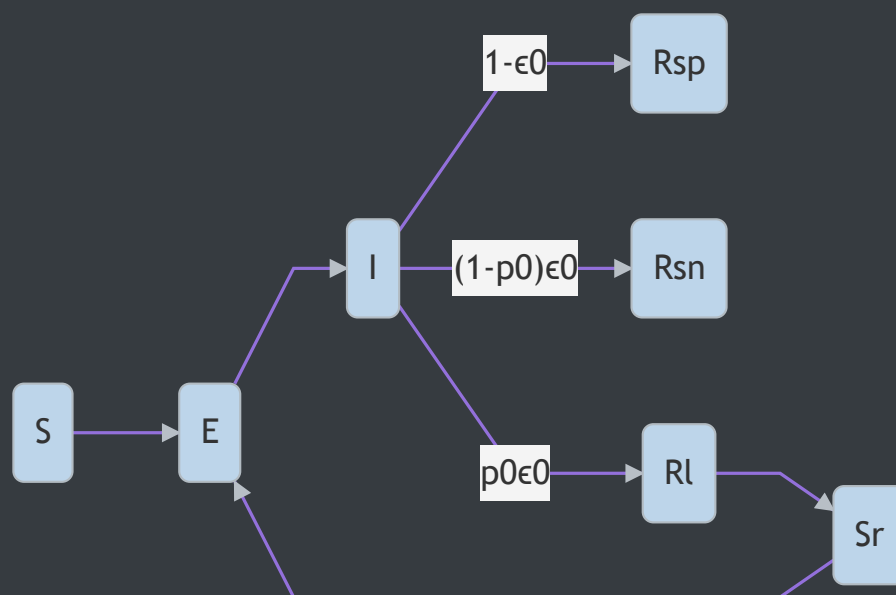 1-ϵ0
Rsp
I
(1-p0)ϵ0
Rsn
S
E
p0ϵ0
Rl
Sr